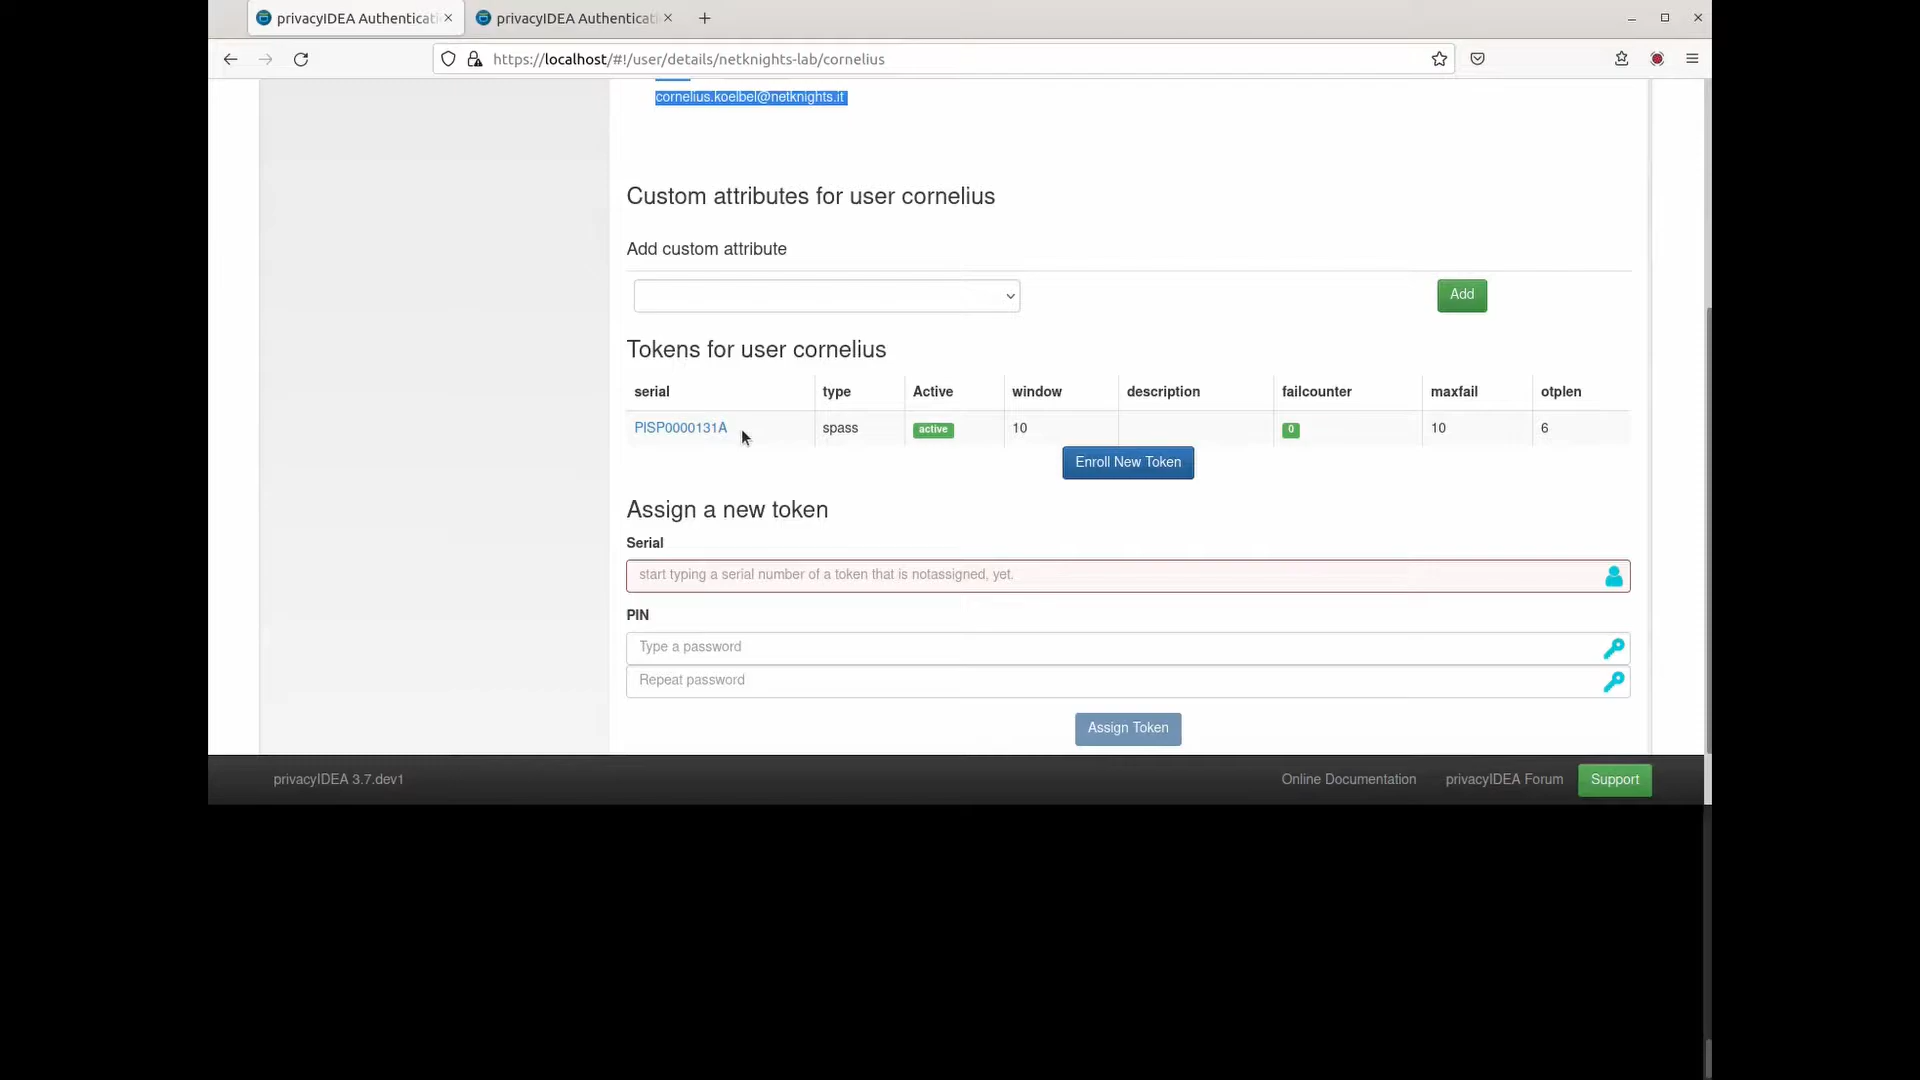 privacyIDEA Authenticati
privacyIDEA Authenticati
https://localhost/#!/user/details/netknights-lab/cornelius
cornelius.koelbel@netknights.it
Custom attributes for user cornelius
Add custom attribute
Add
Tokens for user cornelius
serial type Active window description failcounter maxfail otplen
PISP0000131A spass active 10 0 10 6
Enroll New Token
Assign a new token
Serial
start typing a serial number of a token that is notassigned, yet.
PIN
Type a password
Repeat password
Assign Token
privacyIDEA 3.7.dev1 Online Documentation privacyIDEA Forum Support